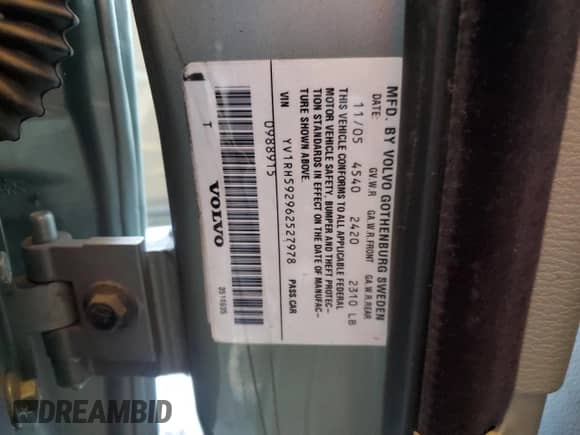 MFD. BY VOLVO GOTHENBURG SWEDEN
DATE: G.V.W.R GA.W.R.FRONT GA.W.R.REAR
11/05 4540 2420 2310 LB
THIS VEHICLE CONFORMS TO ALL APPLICABLE FEDERAL
MOTOR VEHICLE SAFETY, BUMPER AND THEFT PROTEC-
TION STANDARDS IN EFFECT ON THE DATE OF MANUFAC-
TURE SHOWN ABOVE.
VIN YV1RH592962527978 PASS CAR
0988915
T VOLVO
DREAMBID